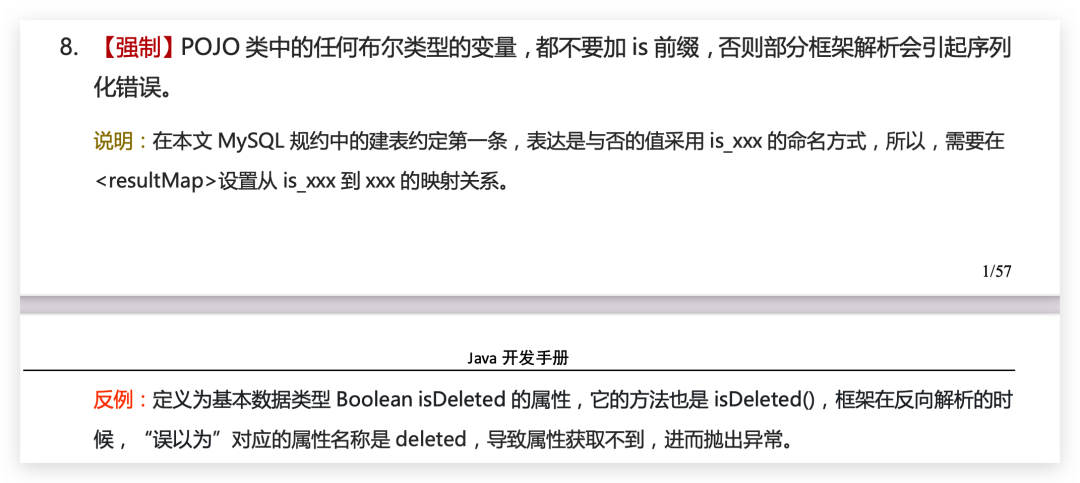 8. 【强制】POJO 类中的任何布尔类型的变量，都不要加 is 前缀，否则部分框架解析会引起序列
化错误。
说明：在本文 MySQL 规约中的建表约定第一条，表达是与否的值采用 is_xxx 的命名方式，所以，需要在
<resultMap>设置从 is_xxx 到 xxx 的映射关系。
1/57
Java 开发手册
反例：定义为基本数据类型 Boolean isDeleted 的属性，它的方法也是 isDeleted()，框架在反向解析的时
候，“误以为”对应的属性名称是 deleted，导致属性获取不到，进而抛出异常。